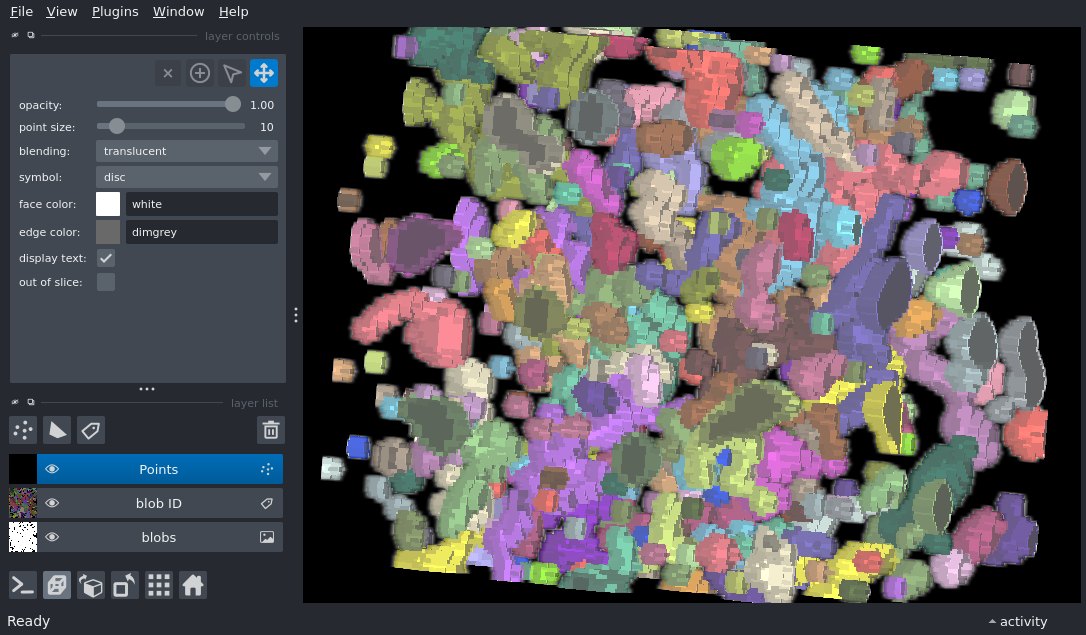 File View Plugins Window Help
layer controls
opacity: 1.00
point size: 10
blending: translucent
symbol: disc
face color: white
edge color: dimgrey
display text:
out of slice:
layer list
Points
blob ID
blobs
Ready
activity